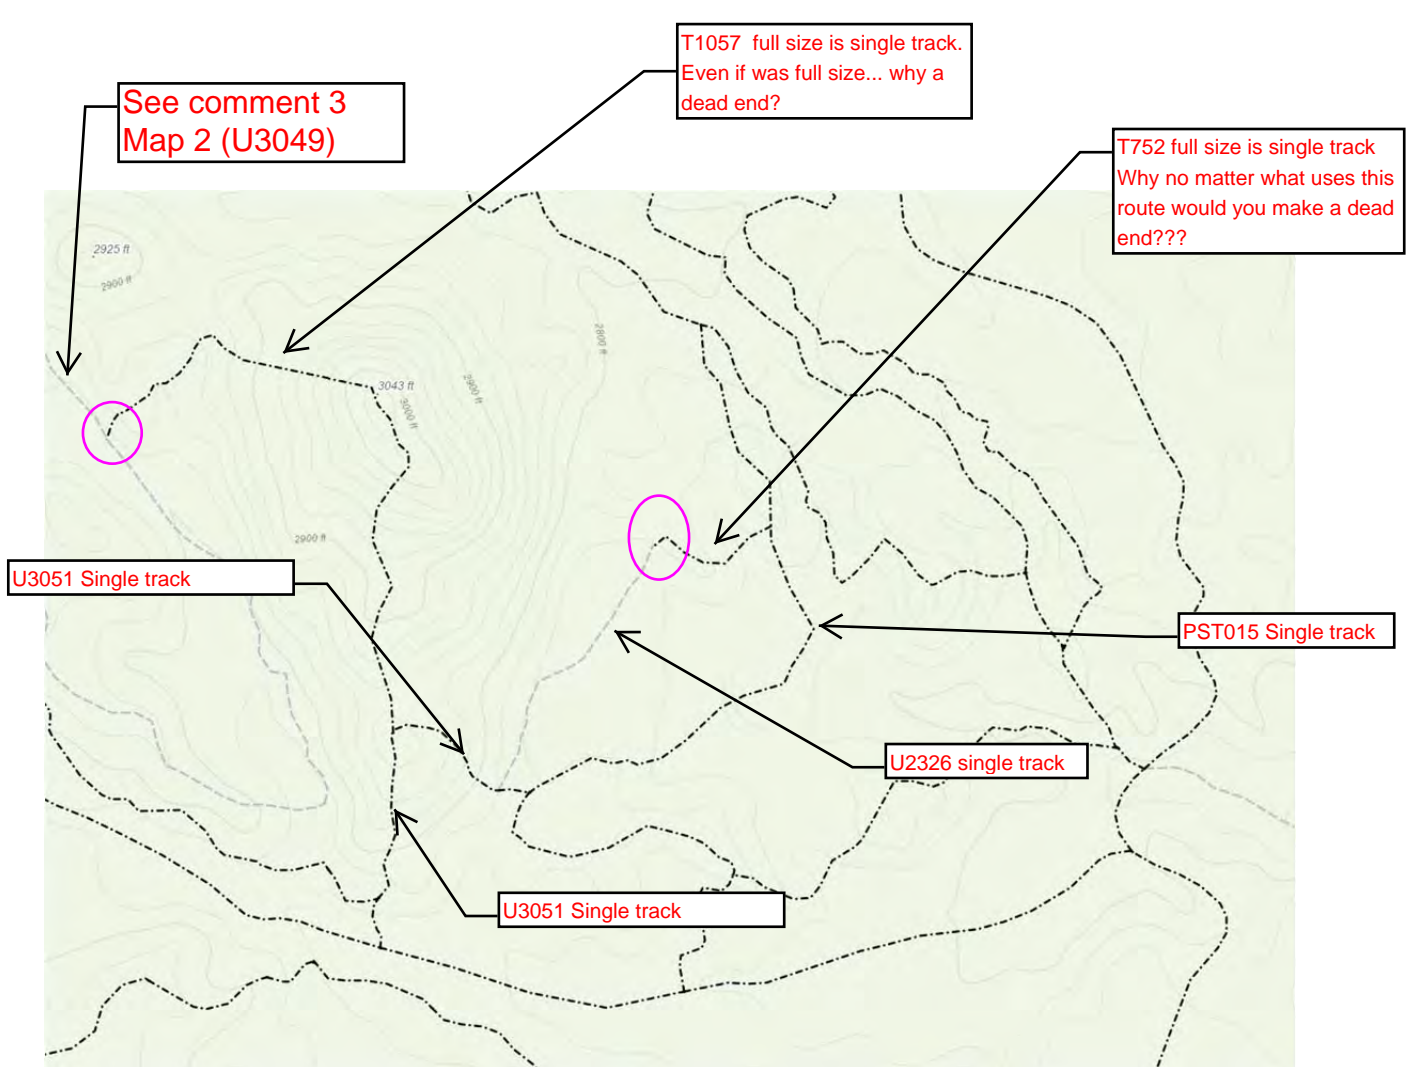 T1057 full size is single track.
Even if was full size... why a
dead end?
See comment 3
Map 2 (U3049)
T752 full size is single track
Why no matter what uses this
route would you make a dead
end???
2925 ft
2900 ft
2800 ft
3043 ft
2900 ft
3000 ft
2900 ft
U3051 Single track
PST015 Single track
U2326 single track
U3051 Single track